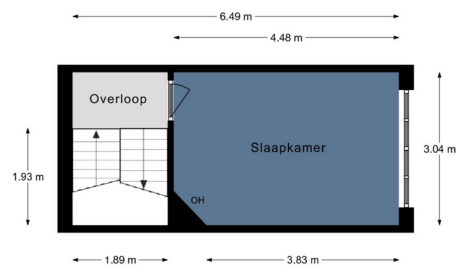 6.49 m
4.48 m
Overloop
Slaapkamer
3.04 m
1.93 m
OH
1.89 m
3.83 m